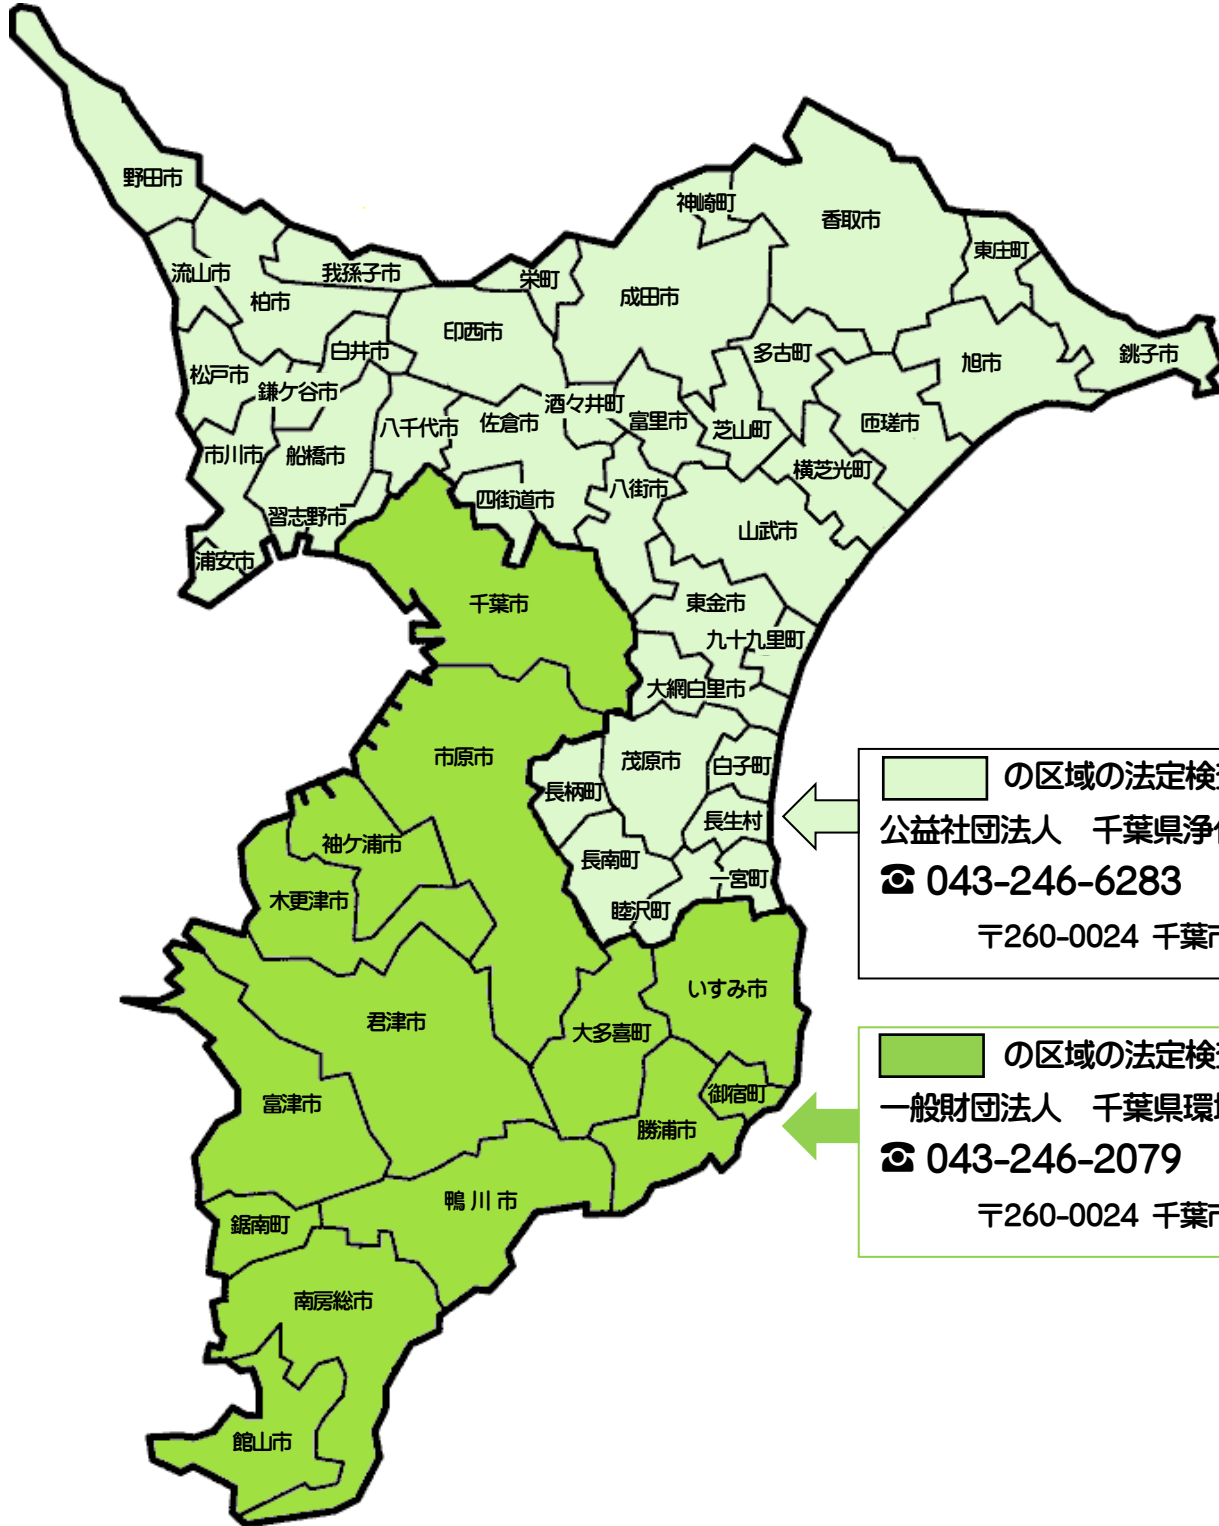 野田市
神崎町
香取市
東庄町
流山市
我孫子市
栄町
柏市
成田市
印西市
白井市
多古町
旭市
銚子市
松戸市
鎌ケ谷市
酒々井町
八千代市
佐倉市
富里市
芝山町
匝瑳市
市川市
船橋市
横芝光町
八街市
四街道市
習志野市
山武市
浦安市
千葉市
東金市
九十九里町
大網白里市
市原市
茂原市
白子町
長柄町
長生村
袖ケ浦市
長南町
一宮町
木更津市
睦沢町
いすみ市
君津市
大多喜町
御宿町
富津市
勝浦市
鴨川市
鋸南町
南房総市
館山市
の区域の法定検
公益社団法人 千葉県浄
☎ 043-246-6283
〒260-0024 千葉市
の区域の法定検
一般財団法人 千葉県環
☎ 043-246-2079
〒260-0024 千葉市